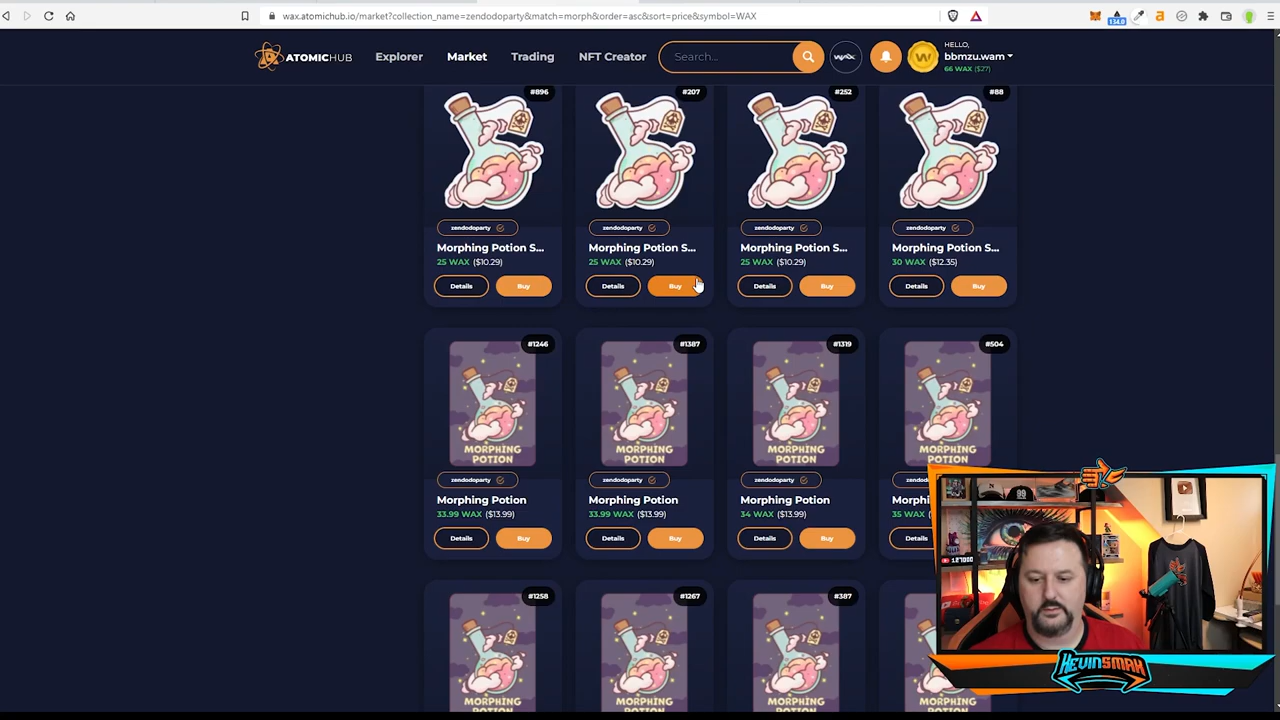 wax.atomichub.io/market?collection_name=zendodoparty&match=morph&order=asc&sort=price&symbol=WAX
134.0
ATOMICHUB
Explorer
Market
Trading
NFT Creator
Search...
WAX
HELLO,
bbmzu.wam
66 WAX ($27)
#896
#207
#252
#88
zendodoparty
zendodoparty
zendodoparty
zendodoparty
Morphing Potion S...
Morphing Potion S...
Morphing Potion S...
Morphing Potion S...
25 WAX ($10.29)
25 WAX ($10.29)
25 WAX ($10.29)
30 WAX ($12.35)
Details
Buy
Details
Buy
Details
Buy
Details
Buy
#1246
#1387
#1319
#504
MORPHING POTION
MORPHING POTION
MORPHING POTION
MORPHING POTION
zendodoparty
zendodoparty
zendodoparty
Morphing Potion
Morphing Potion
Morphing Potion
33.99 WAX ($13.99)
33.99 WAX ($13.99)
34 WAX ($13.99)
35 WAX
Details
Buy
Details
Buy
Details
Buy
Details
#1258
#1267
#387
MORPHING
MORPHING
MORPHING
KEVINSMAK